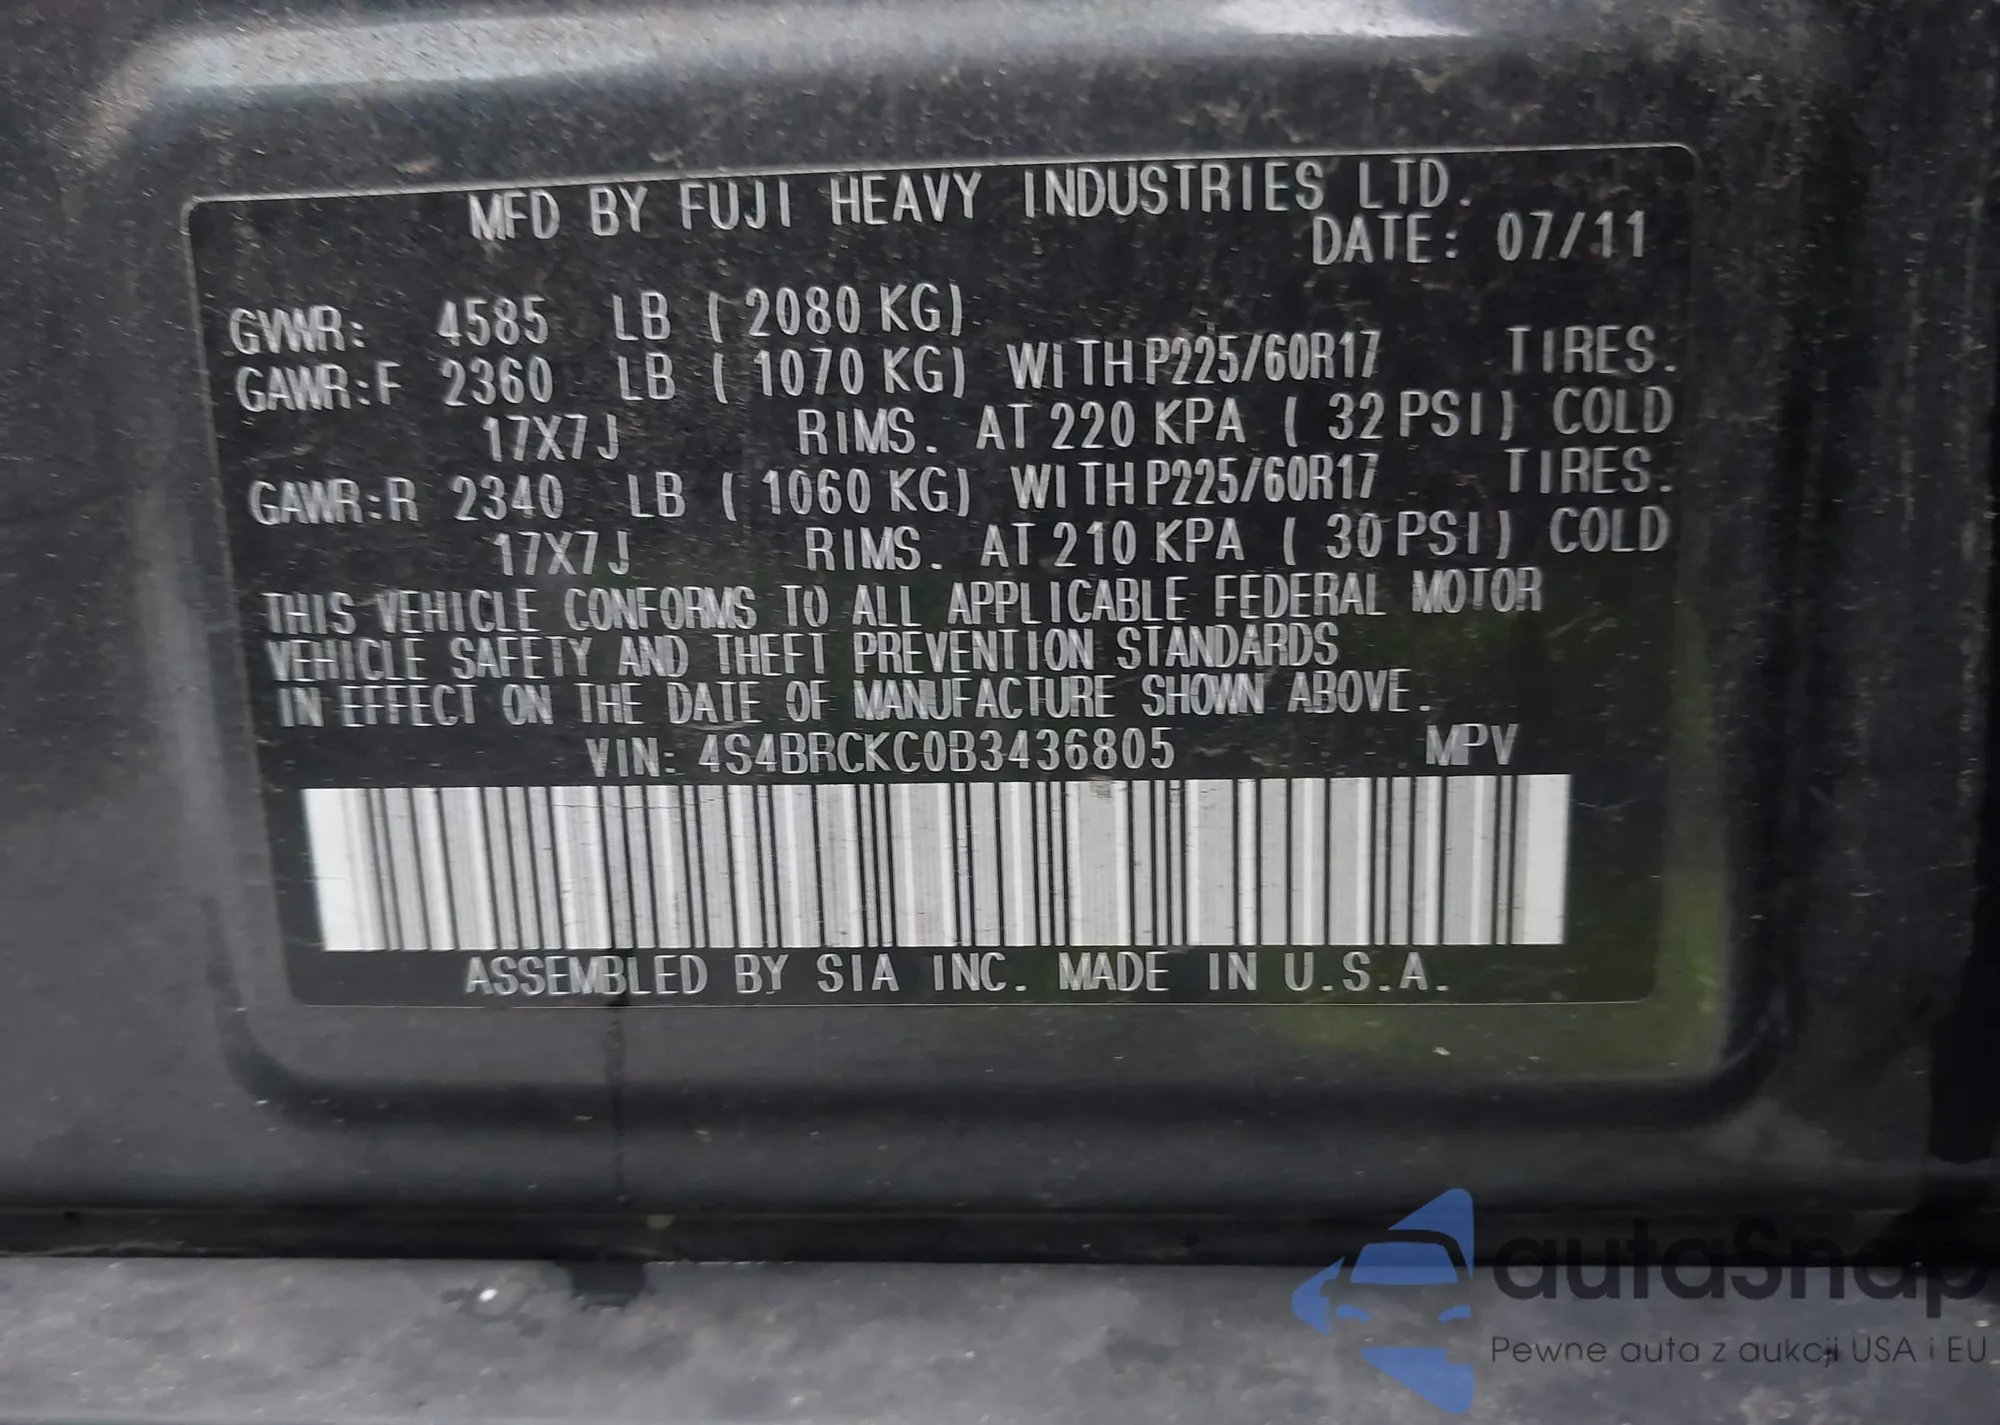 MFD BY FUJI HEAVY INDUSTRIES LTD.
DATE: 07/11
GVWR: 4585 LB ( 2080 KG)
GAWR:F 2360 LB ( 1070 KG) WITH P225/60R17 TIRES.
17X7J RIMS. AT 220 KPA ( 32 PSI) COLD
GAWR:R 2340 LB ( 1060 KG) WITH P225/60R17 TIRES.
17X7J RIMS. AT 210 KPA ( 30 PSI) COLD
THIS VEHICLE CONFORMS TO ALL APPLICABLE FEDERAL MOTOR
VEHICLE SAFETY AND THEFT PREVENTION STANDARDS
IN EFFECT ON THE DATE OF MANUFACTURE SHOWN ABOVE.
VIN: 4S4BRCKC0B3436805 MPV
ASSEMBLED BY SIA INC. MADE IN U.S.A.
autaSnap
Pewne auta z aukcji USA i EU